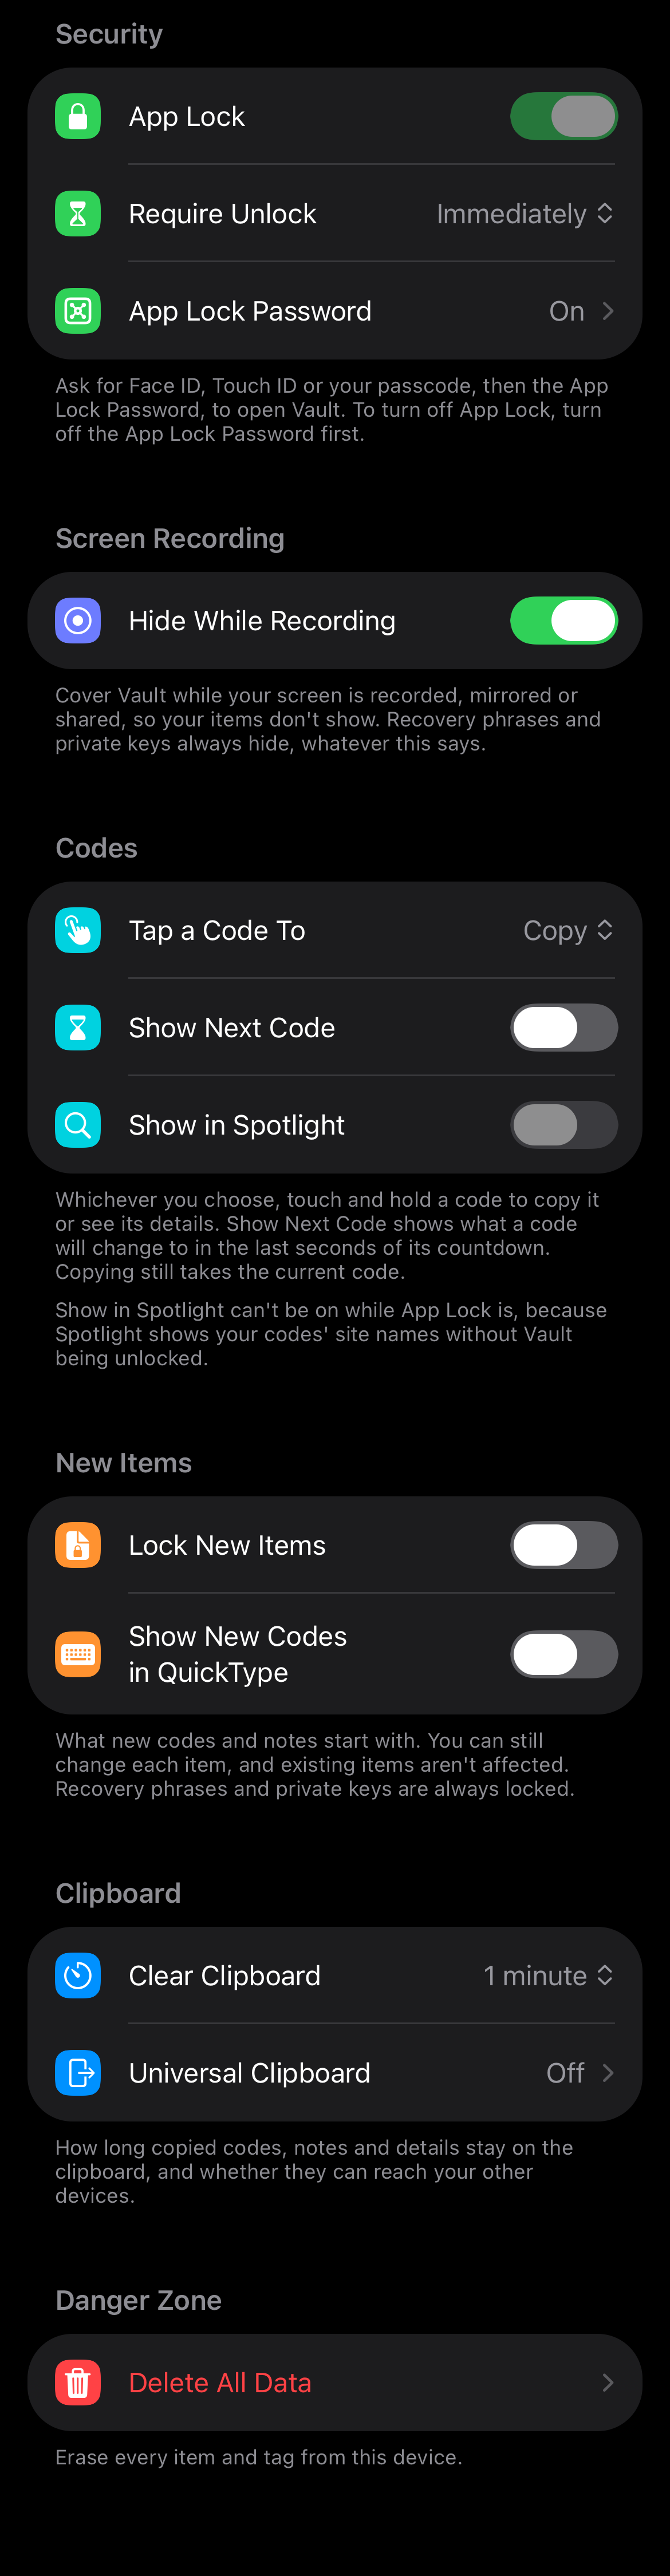 Security
App Lock
Require Unlock
Immediately
App Lock Password
On
Ask for Face ID, Touch ID or your passcode, then the App
Lock Password, to open Vault. To turn off App Lock, turn
off the App Lock Password first.
Screen Recording
Hide While Recording
Cover Vault while your screen is recorded, mirrored or
shared, so your items don't show. Recovery phrases and
private keys always hide, whatever this says.
Codes
Tap a Code To
Copy
Show Next Code
Show in Spotlight
Whichever you choose, touch and hold a code to copy it
or see its details. Show Next Code shows what a code
will change to in the last seconds of its countdown.
Copying still takes the current code.
Show in Spotlight can't be on while App Lock is, because
Spotlight shows your codes' site names without Vault
being unlocked.
New Items
Lock New Items
Show New Codes
in QuickType
What new codes and notes start with. You can still
change each item, and existing items aren't affected.
Recovery phrases and private keys are always locked.
Clipboard
Clear Clipboard
1 minute
Universal Clipboard
Off
How long copied codes, notes and details stay on the
clipboard, and whether they can reach your other
devices.
Danger Zone
Delete All Data
Erase every item and tag from this device.